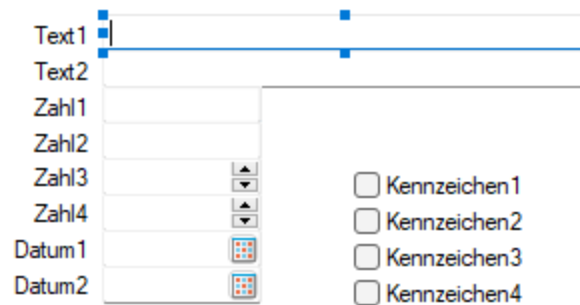 Text1
Text2
Zahl1
Zahl2
Zahl3
Zahl4
Datum1
Datum2
Kennzeichen1
Kennzeichen2
Kennzeichen3
Kennzeichen4